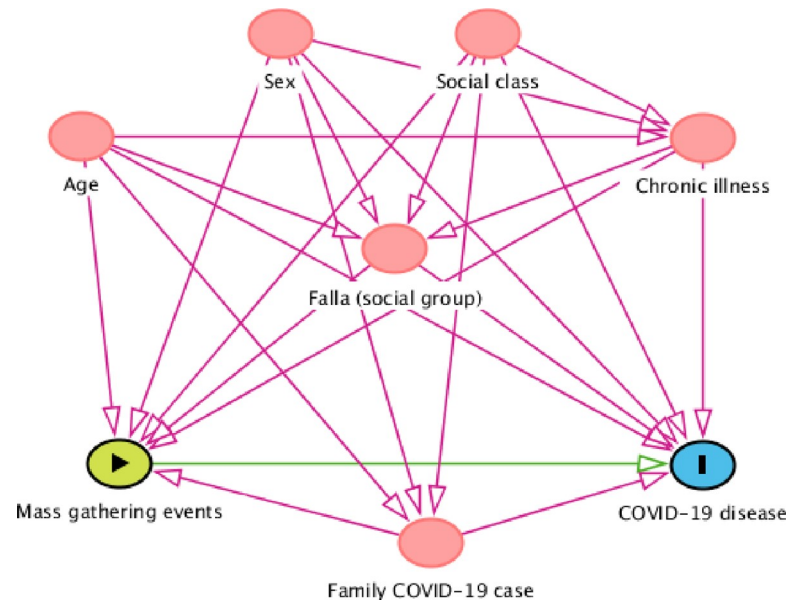 Sex
Social class
Age
Chronic illness
Falla (social group)
Mass gathering events
COVID-19 disease
Family COVID-19 case